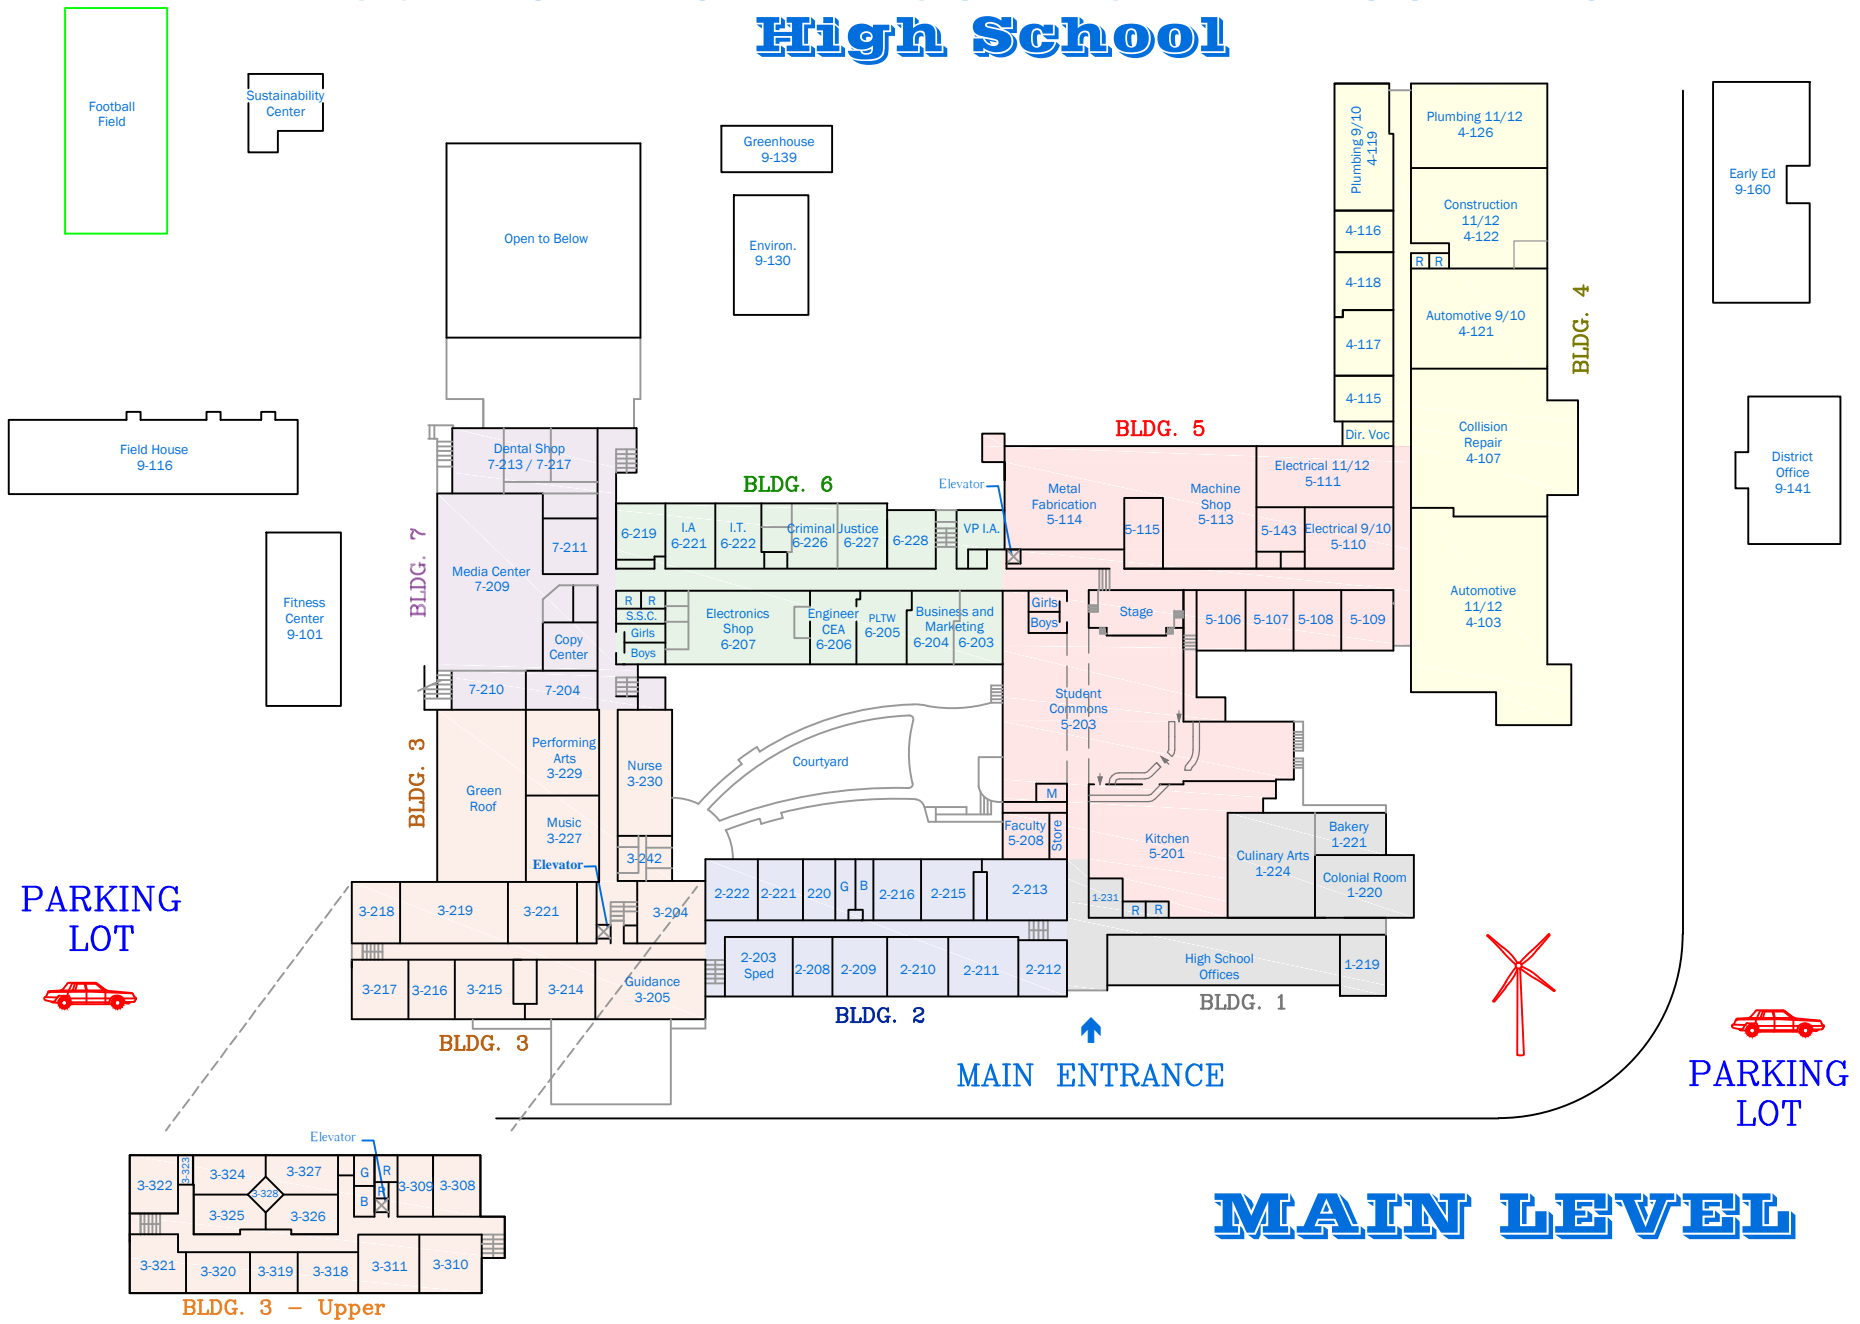 High School
Football
Field
Sustainability
Center
Greenhouse
9-139
Open to Below
Environ.
9-130
Plumbing 9/10
4-119
Plumbing 11/12
4-126
Construction
11/12
4-122
R
R
4-116
4-118
4-117
4-115
Dir. Voc
Automotive 9/10
4-121
BLDG. 4
Collision
Repair
4-107
Automotive
11/12
4-103
Early Ed
9-160
District
Office
9-141
Field House
9-116
Fitness
Center
9-101
Dental Shop
7-213 / 7-217
BLDG. 7
Media Center
7-209
7-211
Copy
Center
7-210
7-204
BLDG. 6
6-219
I.A
6-221
I.T.
6-222
Criminal Justice
6-226
6-227
6-228
VP I.A.
Elevator
R
R
S.S.C.
Girls
Boys
Electronics
Shop
6-207
Engineer
CEA
6-206
PLTW
6-205
Business and
Marketing
6-204
6-203
BLDG. 5
Metal
Fabrication
5-114
5-115
Machine
Shop
5-113
Electrical 11/12
5-111
5-143
Electrical 9/10
5-110
Girls
Boys
Stage
5-106
5-107
5-108
5-109
Student
Commons
5-203
M
Faculty
5-208
Store
Kitchen
5-201
Courtyard
BLDG. 3
Green
Roof
Performing
Arts
3-229
Music
3-227
Nurse
3-230
3-242
Elevator
3-218
3-219
3-221
3-204
3-217
3-216
3-215
3-214
Guidance
3-205
BLDG. 3
2-222
2-221
220
G
B
2-216
2-215
2-213
2-203
Sped
2-208
2-209
2-210
2-211
2-212
BLDG. 2
Bakery
1-221
Culinary Arts
1-224
Colonial Room
1-220
1-231
R
R
High School
Offices
1-219
BLDG. 1
MAIN ENTRANCE
PARKING
LOT
PARKING
LOT
Elevator
3-322
3-323
3-324
3-327
3-328
3-325
3-326
G
B
R
R
3-309
3-308
3-321
3-320
3-319
3-318
3-311
3-310
BLDG. 3 - Upper
MAIN LEVEL